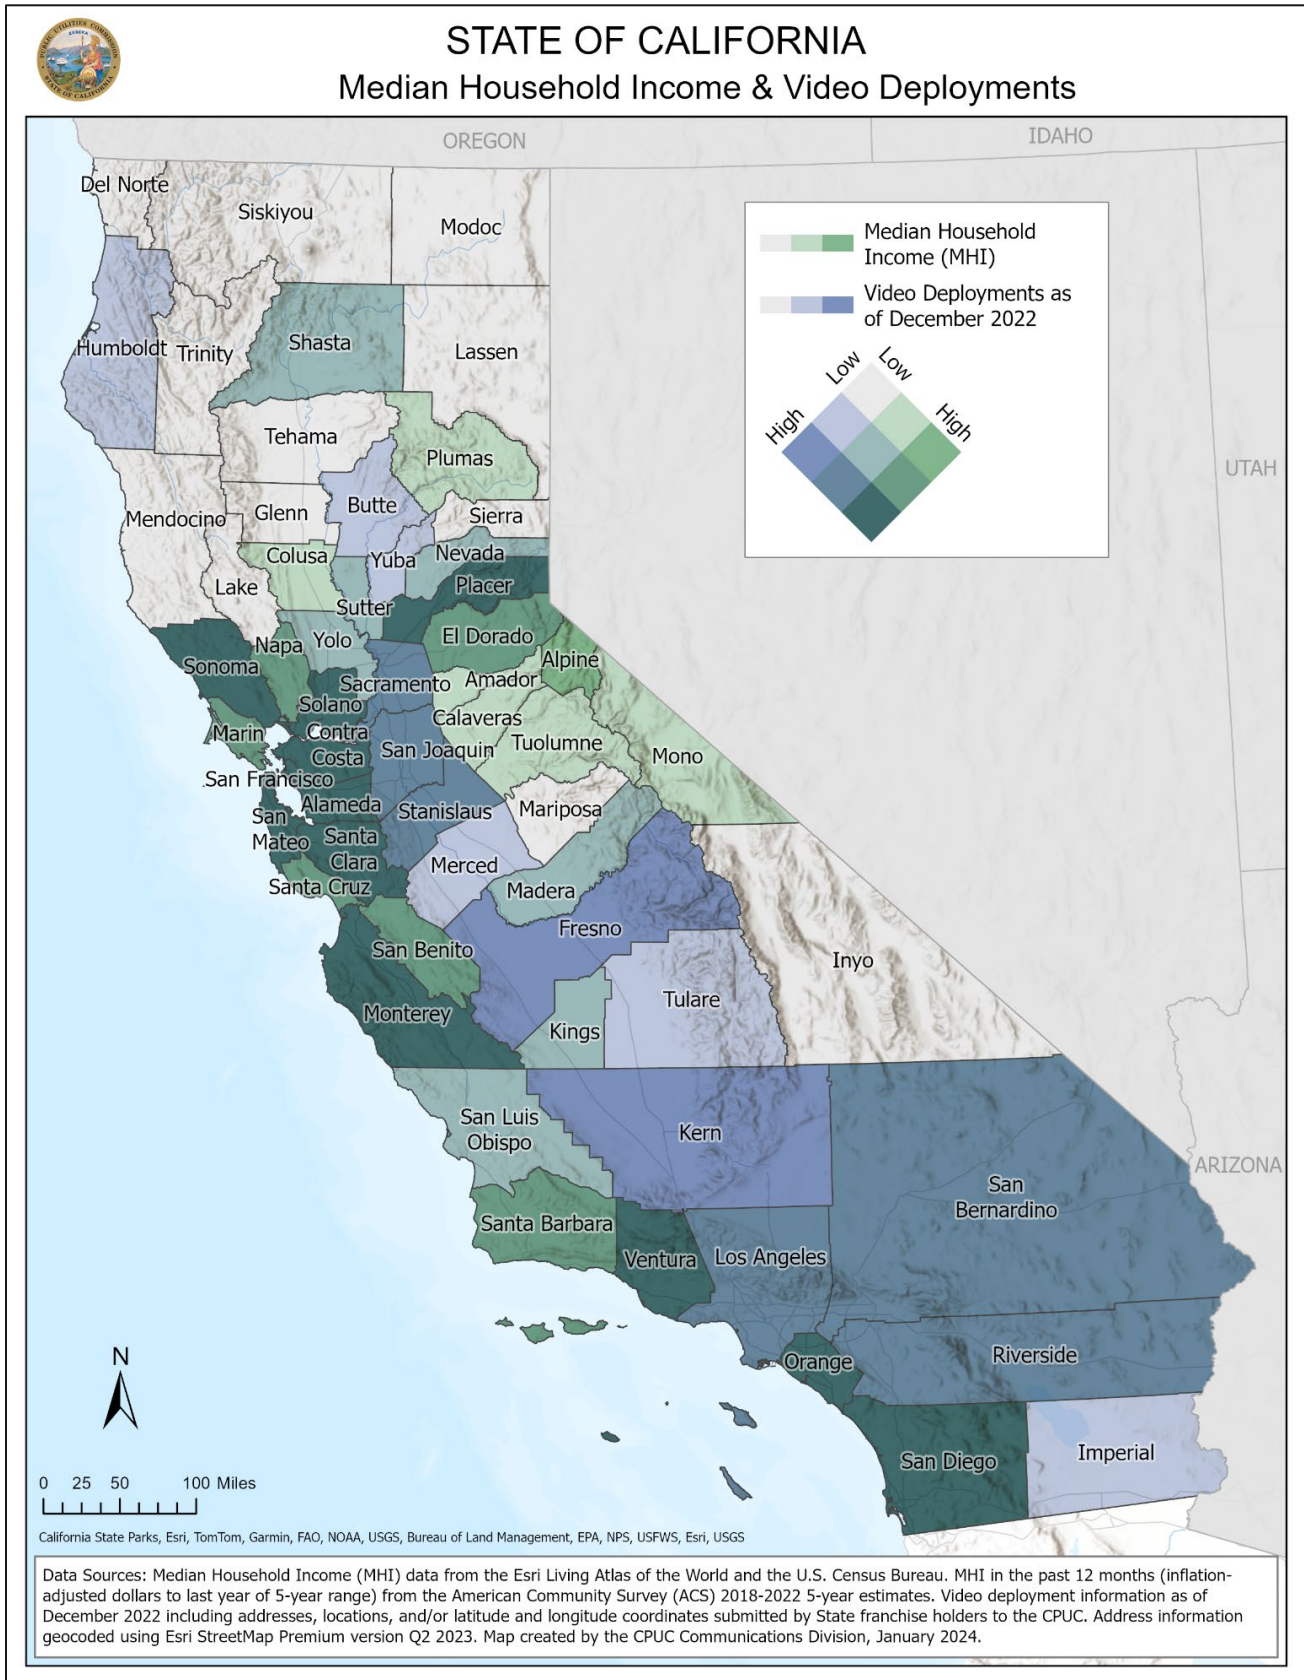 PUBLIC UTILITIES COMMISSION
EUREKA
STATE OF CALIFORNIA
STATE OF CALIFORNIA
Median Household Income & Video Deployments
OREGON
IDAHO
Del Norte
Siskiyou
Modoc
Median Household
Income (MHI)
Video Deployments as
of December 2022
Low
Low
High
High
Humboldt
Trinity
Shasta
Lassen
Tehama
Plumas
UTAH
Mendocino
Glenn
Butte
Sierra
Colusa
Yuba
Nevada
Lake
Placer
Sutter
Napa
Yolo
El Dorado
Sonoma
Alpine
Sacramento
Amador
Solano
Calaveras
Marin
Contra
Costa
San Joaquin
Tuolumne
Mono
San Francisco
Alameda
Stanislaus
Mariposa
San
Mateo
Santa
Clara
Merced
Santa Cruz
Madera
Fresno
San Benito
Inyo
Monterey
Tulare
Kings
San Luis
Obispo
Kern
ARIZONA
San
Bernardino
Santa Barbara
Ventura
Los Angeles
Orange
Riverside
N
San Diego
Imperial
0 25 50 100 Miles
California State Parks, Esri, TomTom, Garmin, FAO, NOAA, USGS, Bureau of Land Management, EPA, NPS, USFWS, Esri, USGS
Data Sources: Median Household Income (MHI) data from the Esri Living Atlas of the World and the U.S. Census Bureau. MHI in the past 12 months (inflation-
adjusted dollars to last year of 5-year range) from the American Community Survey (ACS) 2018-2022 5-year estimates. Video deployment information as of
December 2022 including addresses, locations, and/or latitude and longitude coordinates submitted by State franchise holders to the CPUC. Address information
geocoded using Esri StreetMap Premium version Q2 2023. Map created by the CPUC Communications Division, January 2024.